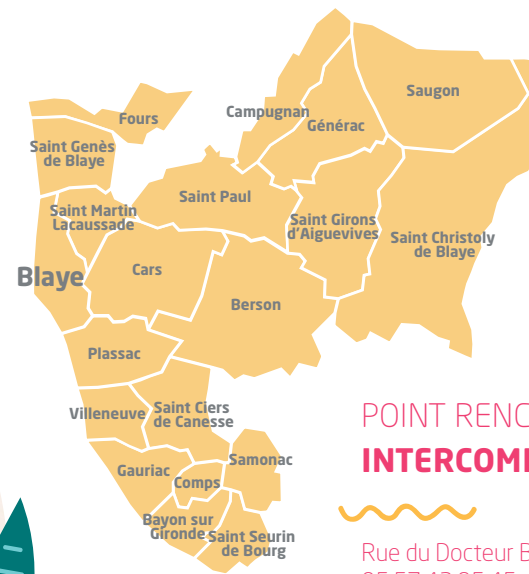 Saugon
Campugnan
Fours
Générac
Saint Genès
de Blaye
Saint Paul
Saint Martin
Lacaussade
Saint Girons
d'Aiguevives
Saint Christoly
de Blaye
Blaye
Cars
Berson
Plassac
Villeneuve
Saint Ciers
de Canesse
Samonac
Gauriac
Comps
Bayon sur
Gironde
Saint Seurin
de Bourg
POINT
Rue du Docteur